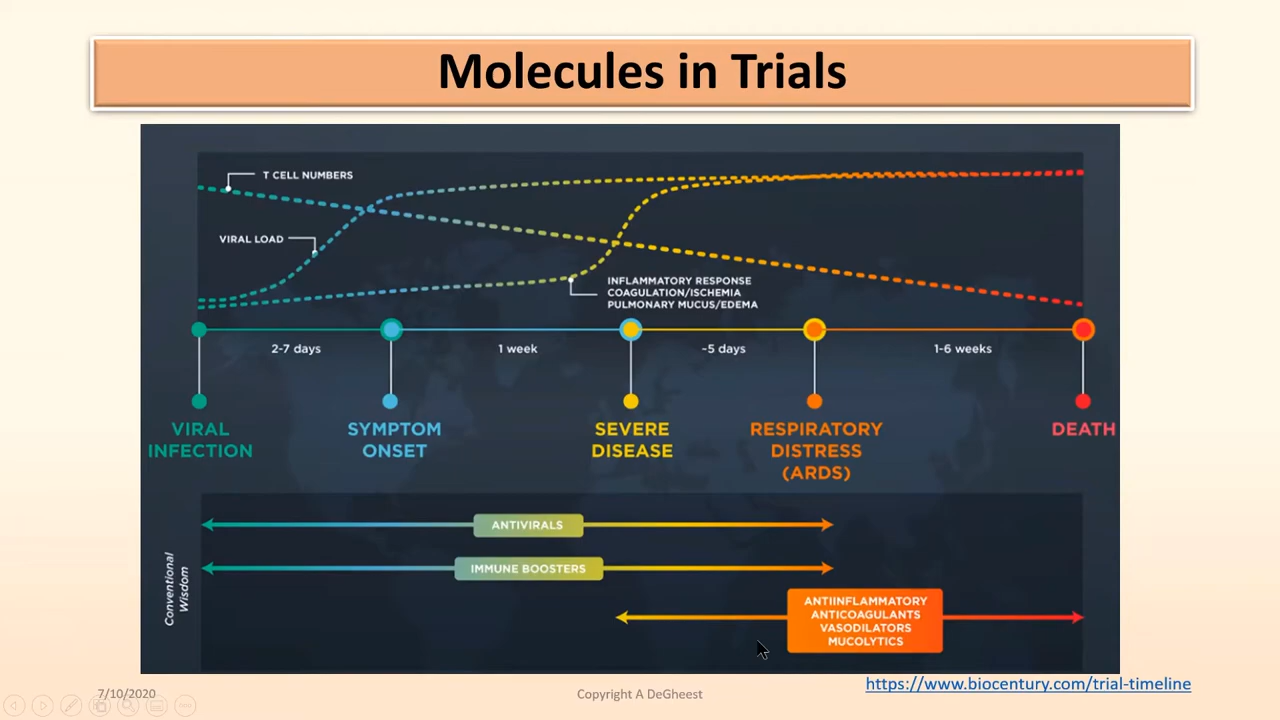 Molecules in Trials
T CELL NUMBERS
VIRAL LOAD
INFLAMMATORY RESPONSE
COAGULATION/ISCHEMIA
PULMONARY MUCUS/EDEMA
2-7 days
1 week
~5 days
1-6 weeks
VIRAL
INFECTION
SYMPTOM
ONSET
SEVERE
DISEASE
RESPIRATORY
DISTRESS
(ARDS)
DEATH
Conventional
Wisdom
ANTIVIRALS
IMMUNE BOOSTERS
ANTIINFLAMMATORY
ANTICOAGULANTS
VASODILATORS
MUCOLYTICS
7/10/2020
Copyright A DeGheest
https://www.biocentury.com/trial-timeline